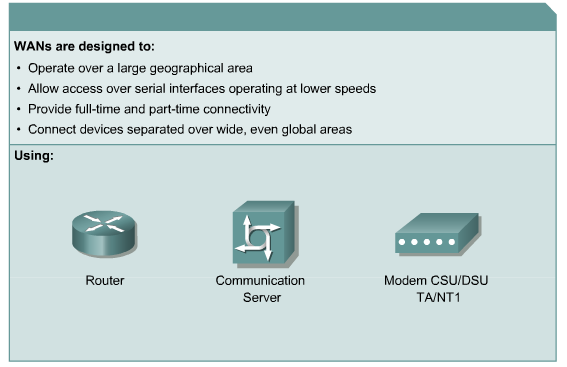 WANs are designed to:
• Operate over a large geographical area
• Allow access over serial interfaces operating at lower speeds
• Provide full-time and part-time connectivity
• Connect devices separated over wide, even global areas
Using:
Router
Communication
Server
Modem CSU/DSU
TA/NT1